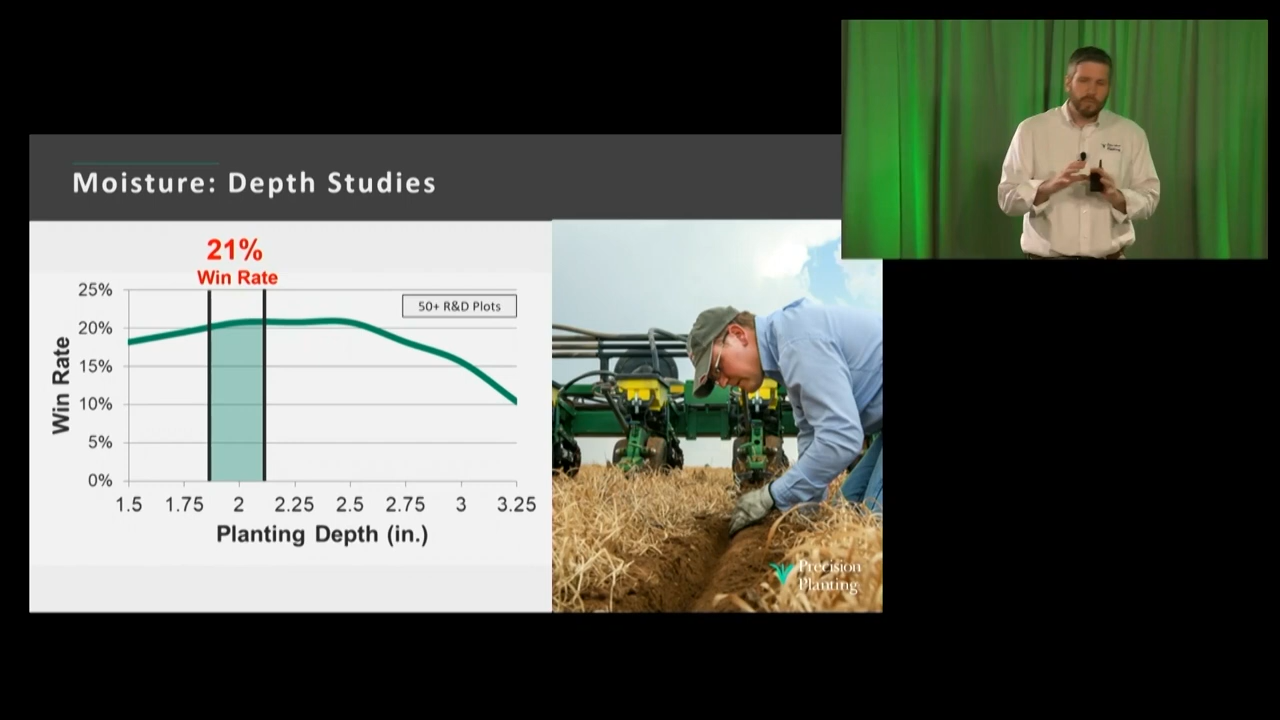 Moisture: Depth Studies
21%
Win Rate
50+ R&D Plots
Win Rate
25%
20%
15%
10%
5%
0%
1.5 1.75 2 2.25 2.5 2.75 3 3.25
Planting Depth (in.)
Precision
Planting